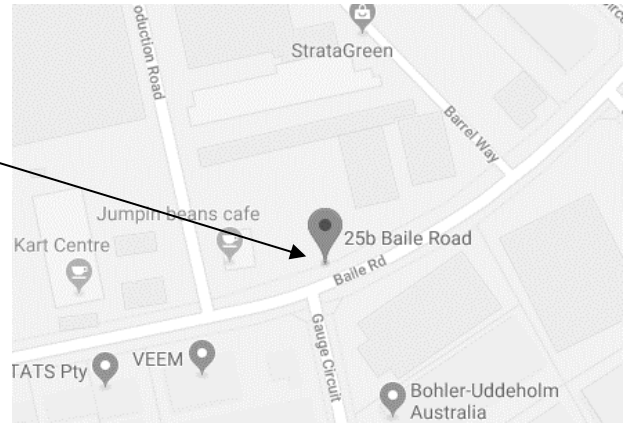 oduction Road
StrataGreen
Barrel Way
Jumpin beans cafe
Kart Centre
25b Baile Road
Baile Rd
Gauge Circuit
TATS Pty
VEEM
Bohler-Uddeholm
Australia